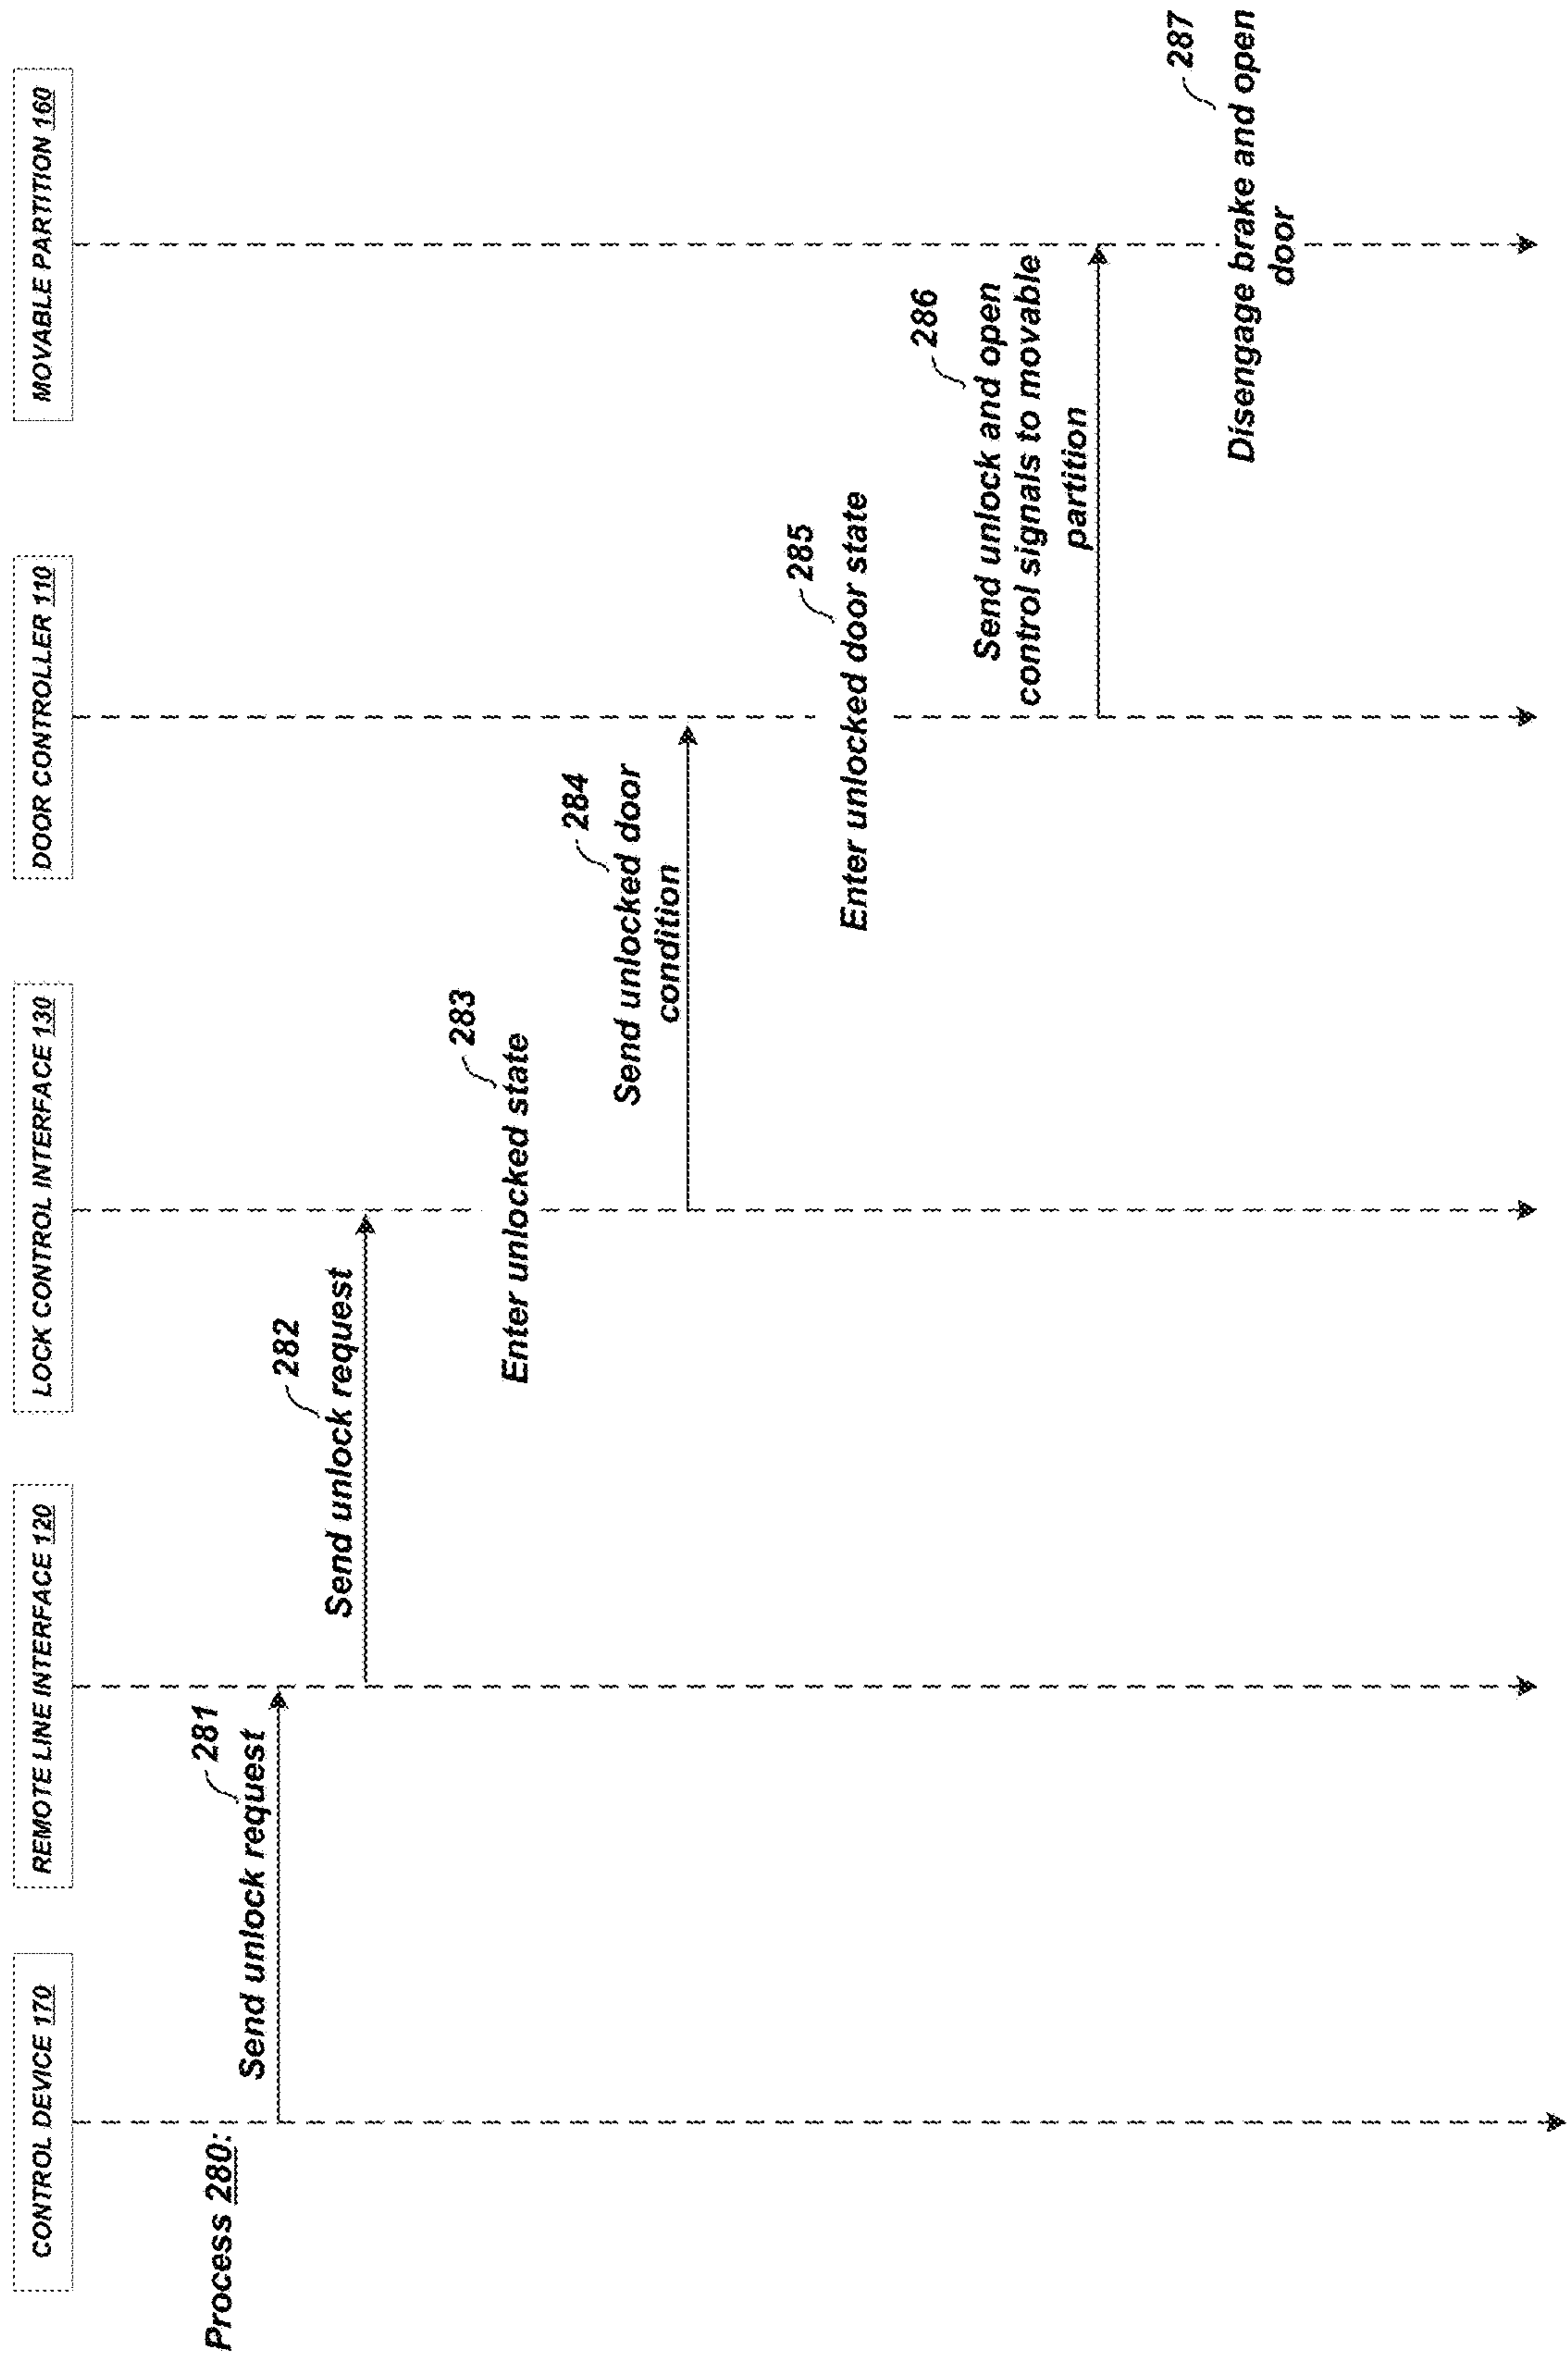 CONTROL DEVICE 170
REMOTE LINE INTERFACE 120
LOCK CONTROL INTERFACE 130
DOOR CONTROLLER 110
MOVABLE PARTITION 160
Process 280:
281
Send unlock request
282
Send unlock request
283
Enter unlocked state
284
Send unlocked door
condition
285
Enter unlocked door state
286
Send unlock and open
control signals to movable
partition
287
Disengage brake and open
door